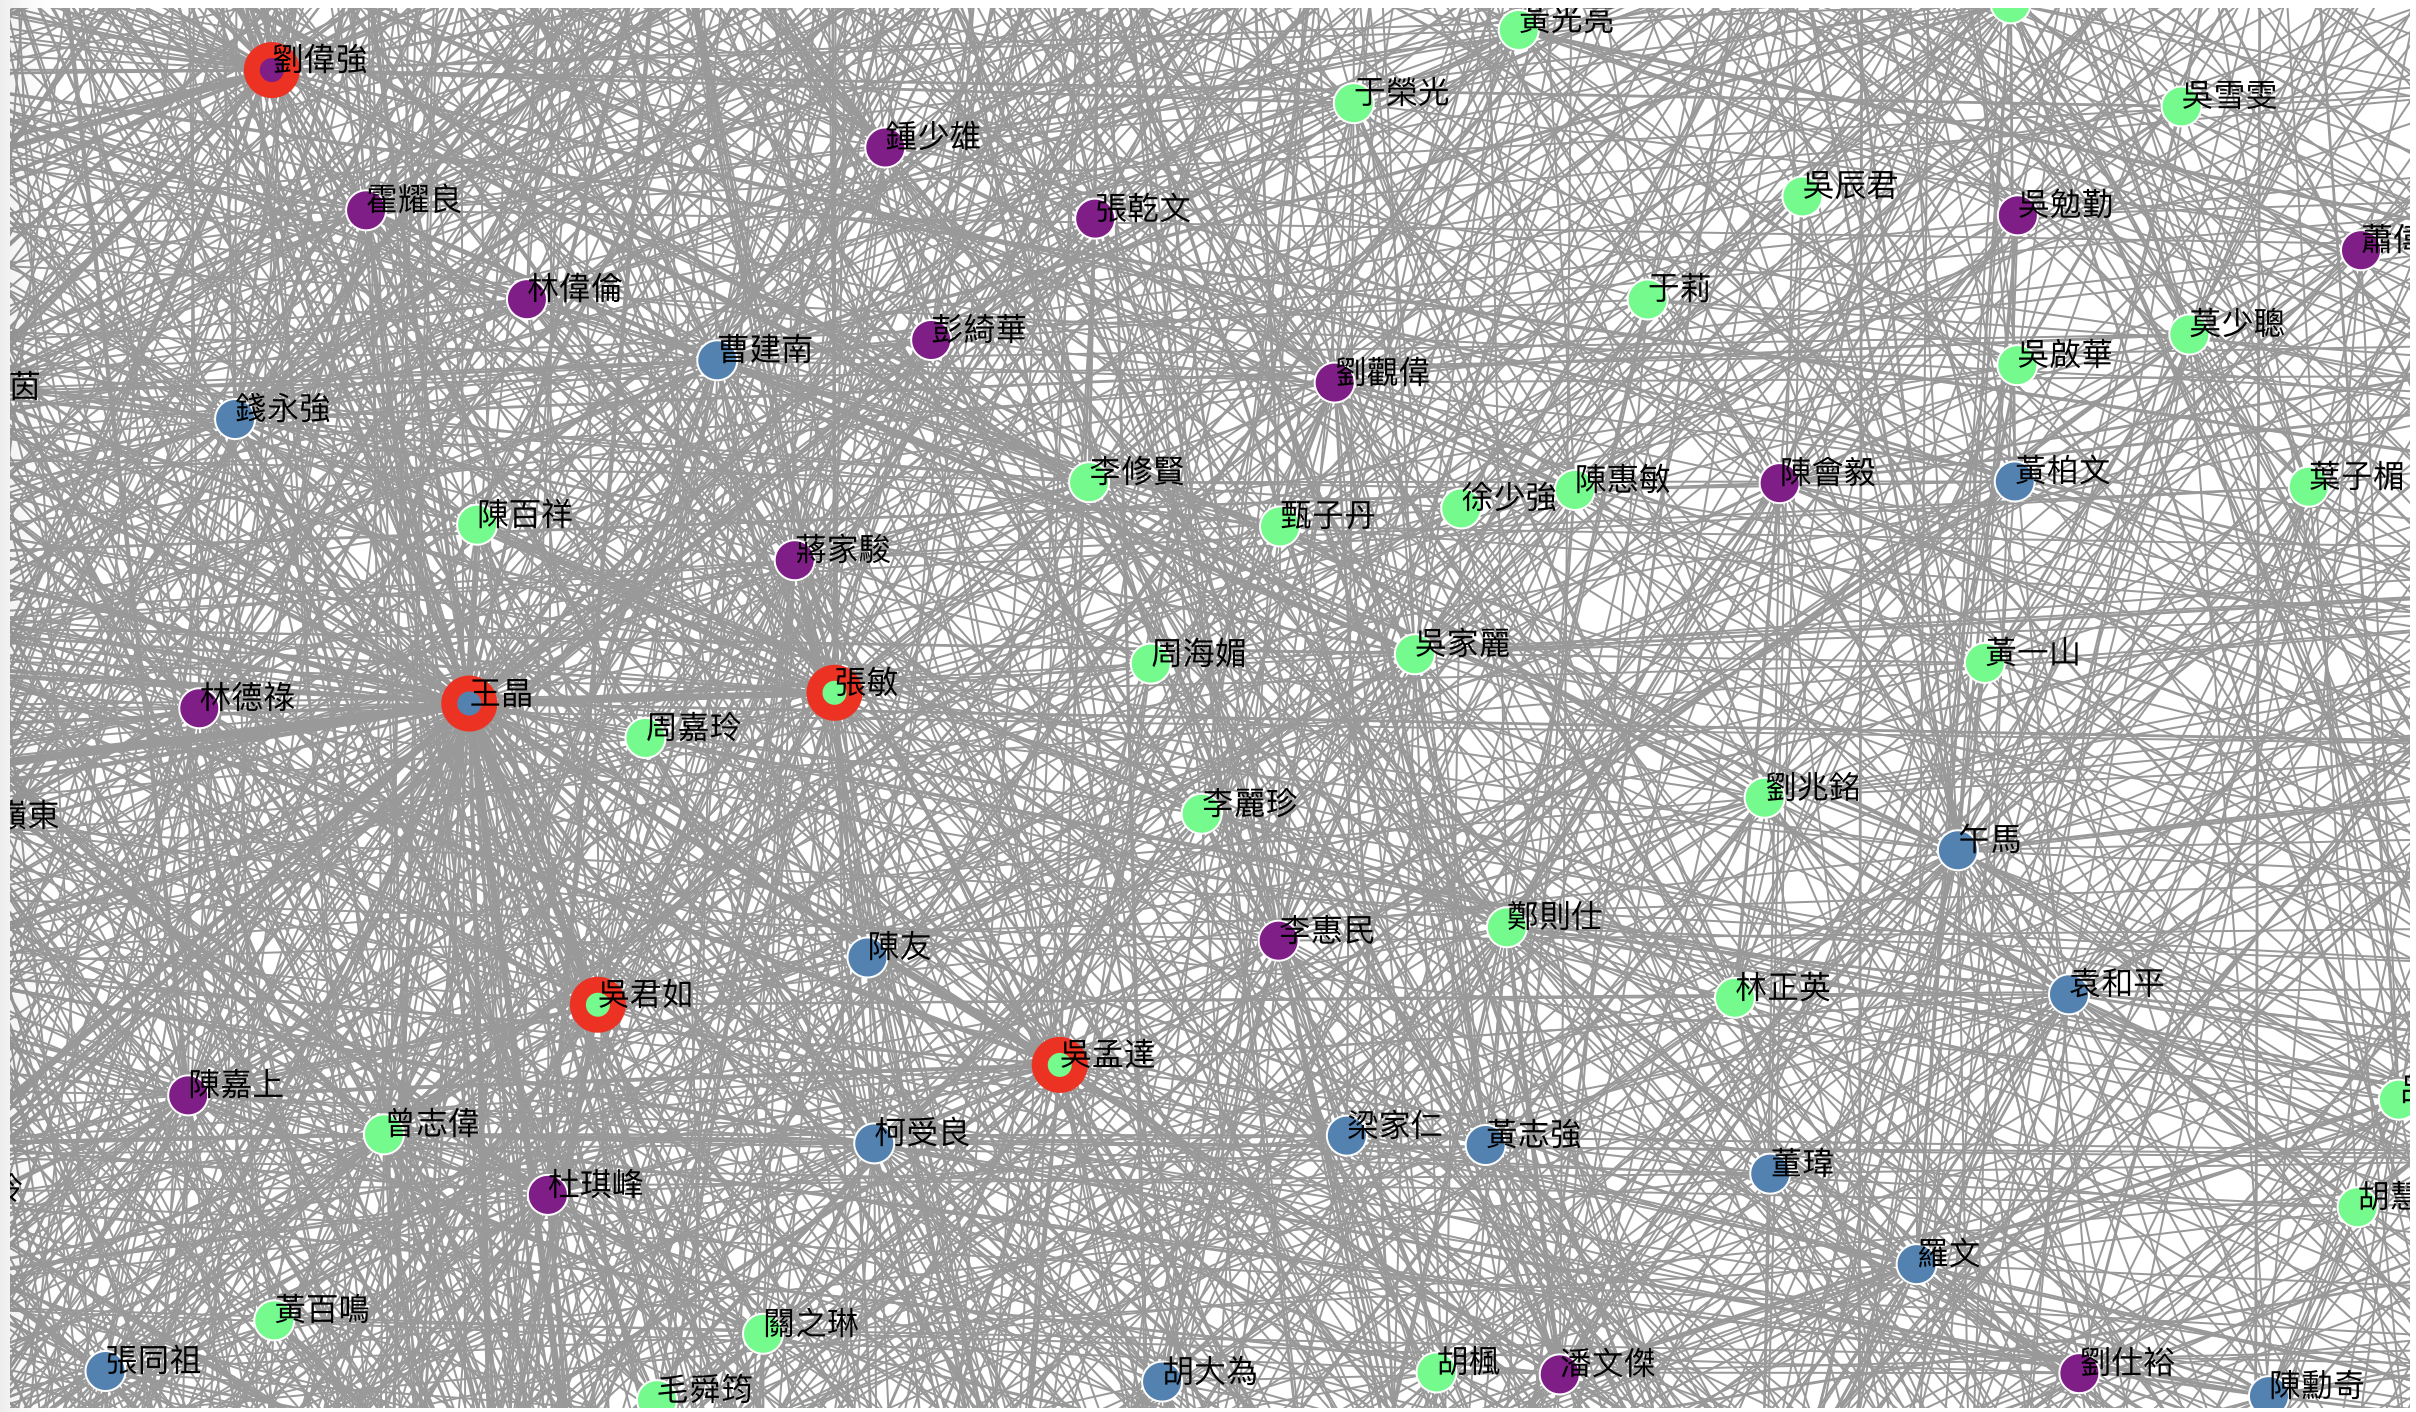 黃光亮
劉偉強
于榮光
吳雪雯
鍾少雄
吳辰君
霍耀良
張乾文
吳勉勤
蕭偉
林偉倫
于莉
彭綺華
莫少聰
曹建南
吳啟華
劉觀偉
茵
錢永強
李修賢
黃柏文
陳會毅
葉子楣
陳惠敏
徐少強
陳百祥
甄子丹
蔣家駿
吳家麗
周海媚
黃一山
張敏
王晶
林德祿
周嘉玲
劉兆銘
李麗珍
嶺東
午馬
鄭則仕
李惠民
陳友
袁和平
林正英
吳君如
吳孟達
陳嘉上
曾志偉
梁家仁
柯受良
黃志強
董瑋
杜琪峰
胡慧
羅文
黃百鳴
關之琳
張同祖
胡楓
潘文傑
劉仕裕
胡大為
陳勳奇
毛舜筠